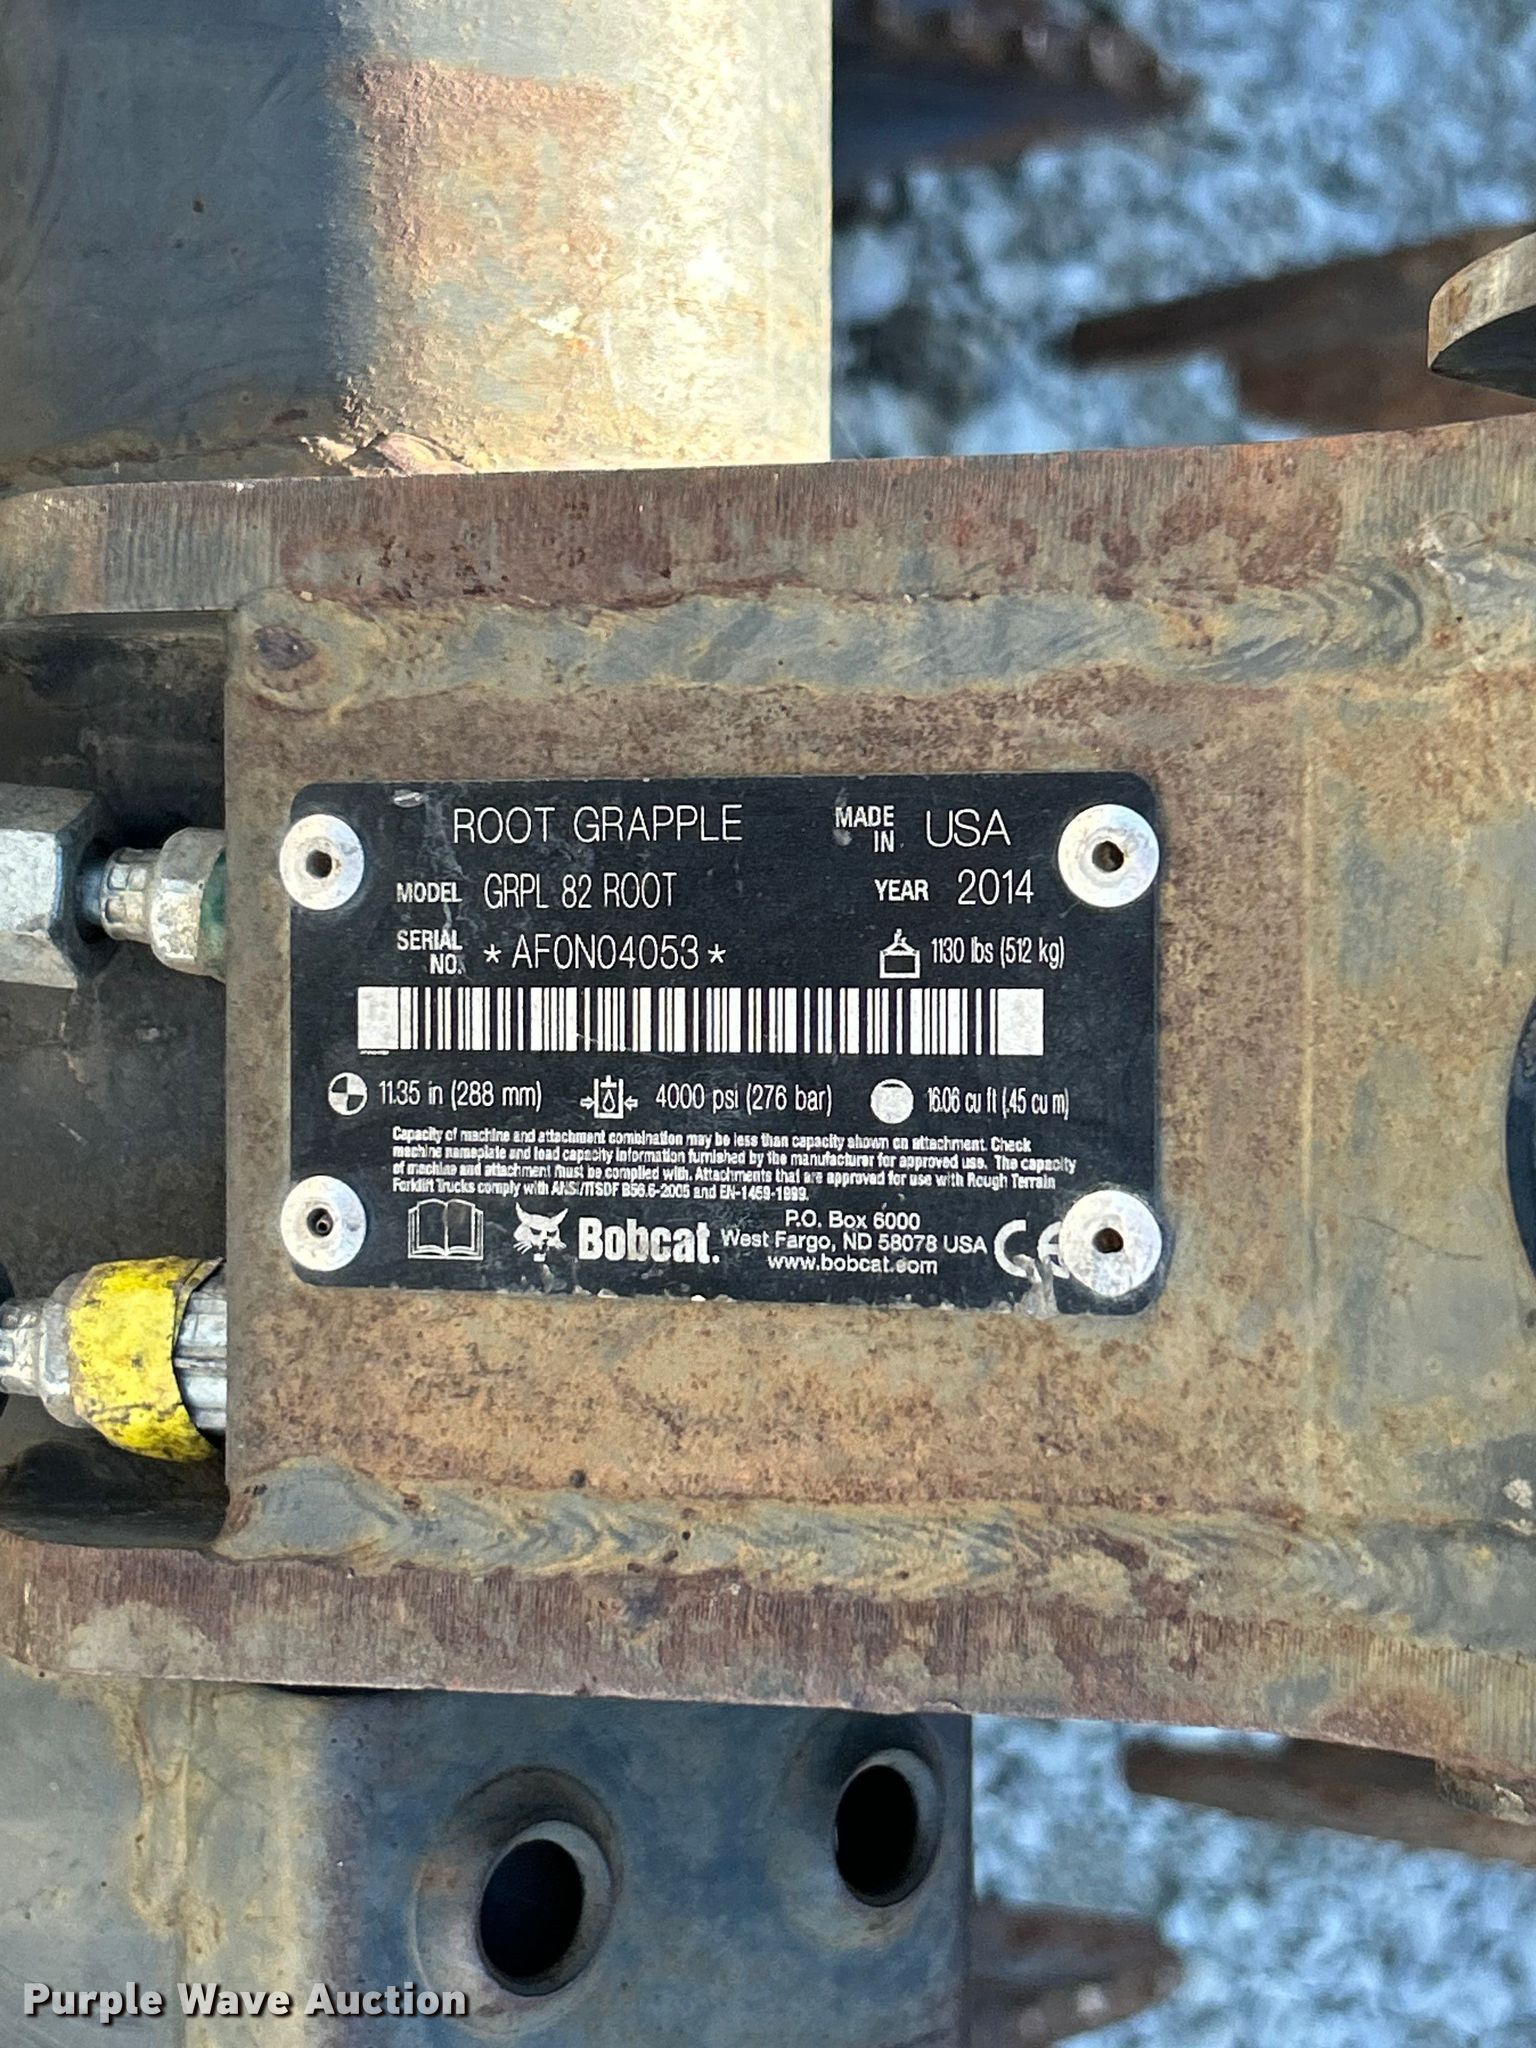 ROOT GRAPPLE MADE IN USA
MODEL GRPL 82 ROOT YEAR 2014
SERIAL NO. *AF0N04053* 1130 lbs (512 kg)
11.35 in (288 mm) 4000 psi (276 bar) 16.06 cu ft (.45 cu m)
Capacity of machine and attachment combination may be less than capacity shown on attachment. Check
machine nameplate and load capacity information furnished by the manufacturer for approved use. The capacity
of machine and attachment must be complied with. Attachments that are approved for use with Rough Terrain
Forklift Trucks comply with ANSI/ITSDF B56.6-2005 and EN-1459-1999.
Bobcat. P.O. Box 6000
West Fargo, ND 58078 USA
www.bobcat.com
CE
Purple Wave Auction